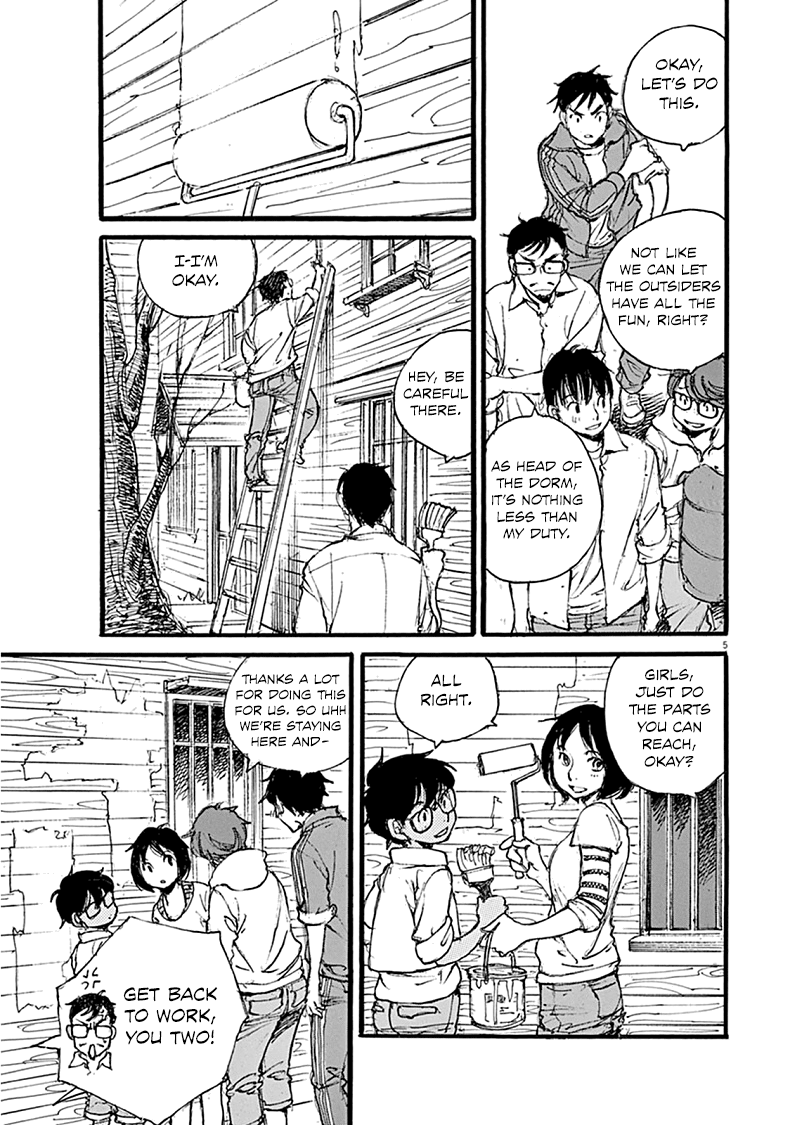 OKAY,
LET'S DO
THIS.
NOT LIKE
WE CAN LET
THE OUTSIDERS
HAVE ALL THE
FUN, RIGHT?
AS HEAD OF
THE DORM,
IT'S NOTHING
LESS THAN
MY DUTY.
I-I'M
OKAY.
HEY, BE
CAREFUL
THERE.
5
GIRLS,
JUST DO
THE PARTS
YOU CAN
REACH,
OKAY?
ALL
RIGHT.
THANKS A LOT
FOR DOING THIS
FOR US. SO UHH
WE'RE STAYING
HERE AND-
GET BACK
TO WORK,
YOU TWO!